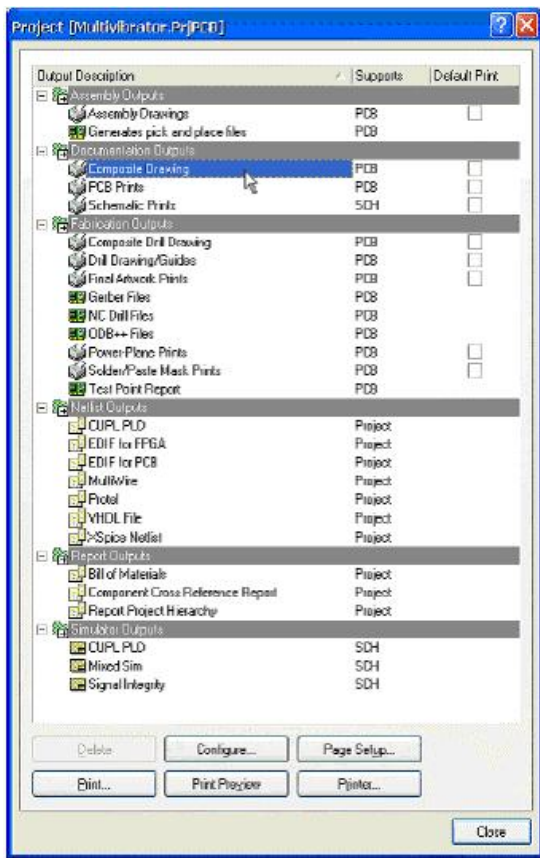 Project [Multivibrator.PrjPCB]
Output Description Supports Default Print
Assembly Outputs
Assembly Drawings PCB
Generates pick and place files PCB
Documentation Outputs
Composite Drawing PCB
PCB Prints PCB
Schematic Prints SCH
Fabrication Outputs
Composite Drill Drawing PCB
Drill Drawing/Guides PCB
Final Artwork Prints PCB
Gerber Files PCB
NC Drill Files PCB
ODB++ Files PCB
Power-Plane Prints PCB
Solder/Paste Mask Prints PCB
Test Point Report PCB
Netlist Outputs
CUPL PLD Project
EDIF for FPGA Project
EDIF for PCB Project
MultiWire Project
Protel Project
VHDL File Project
XSpice Netlist Project
Report Outputs
Bill of Materials Project
Component Cross Reference Report Project
Report Project Hierarchy Project
Simulator Outputs
CUPL PLD SCH
Mixed Sim SCH
Signal Integrity SCH
Delete Configure... Page Setup...
Print... Print Preview Printer...
Close